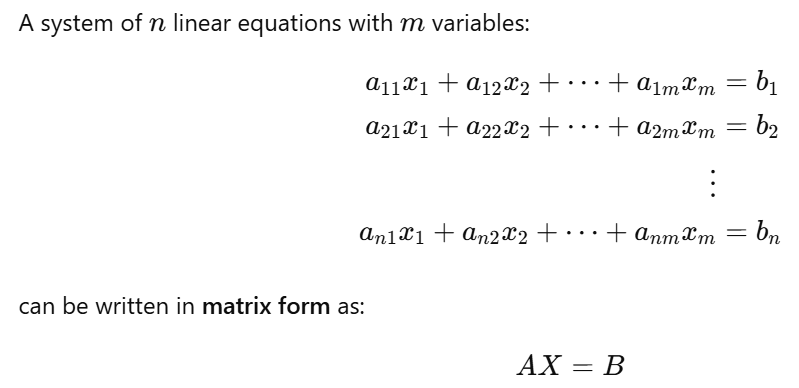 A system of n linear equations with m variables:
a₁₁x₁ + a₁₂x₂ + ⋯ + a₁ₘxₘ = b₁
a₂₁x₁ + a₂₂x₂ + ⋯ + a₂ₘxₘ = b₂
⋮
aₙ₁x₁ + aₙ₂x₂ + ⋯ + aₙₘxₘ = bₙ
can be written in matrix form as:
AX = B